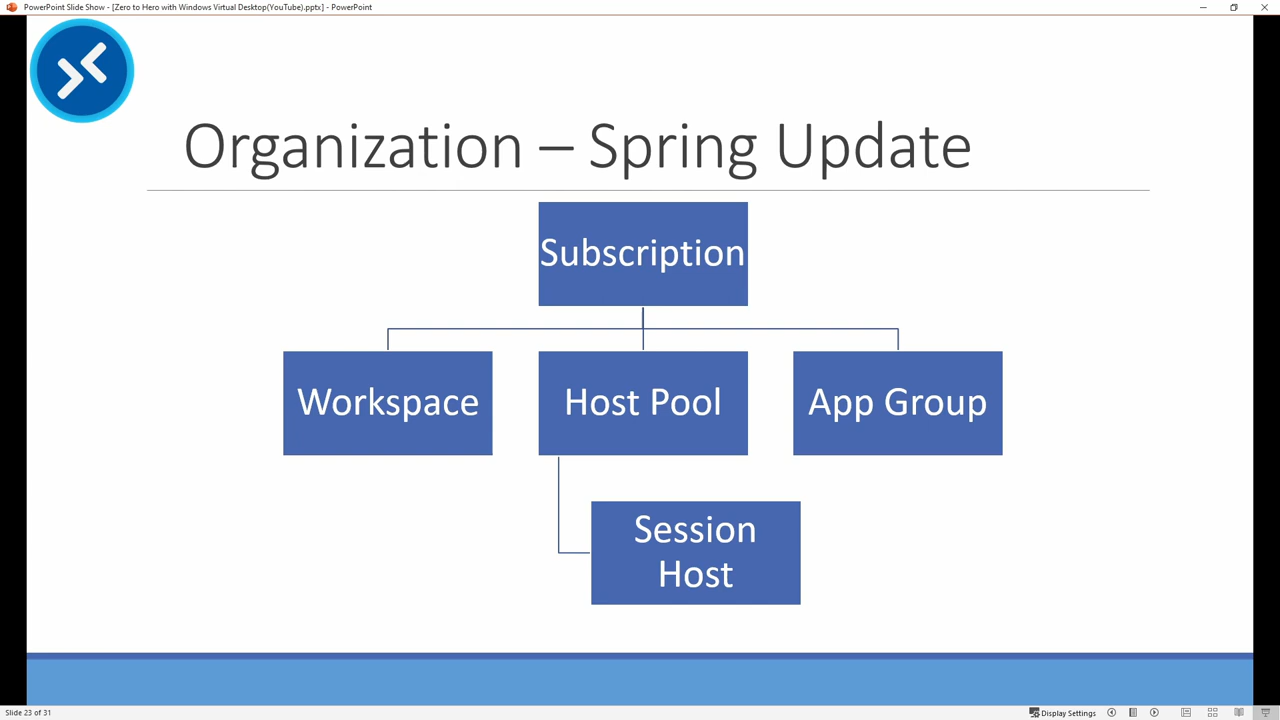 PowerPoint Slide Show - [Zero to Hero with Windows Virtual Desktop(YouTube).pptx] - PowerPoint
Organization – Spring Update
Subscription
Workspace
Host Pool
App Group
Session
Host
Slide 23 of 31
Display Settings